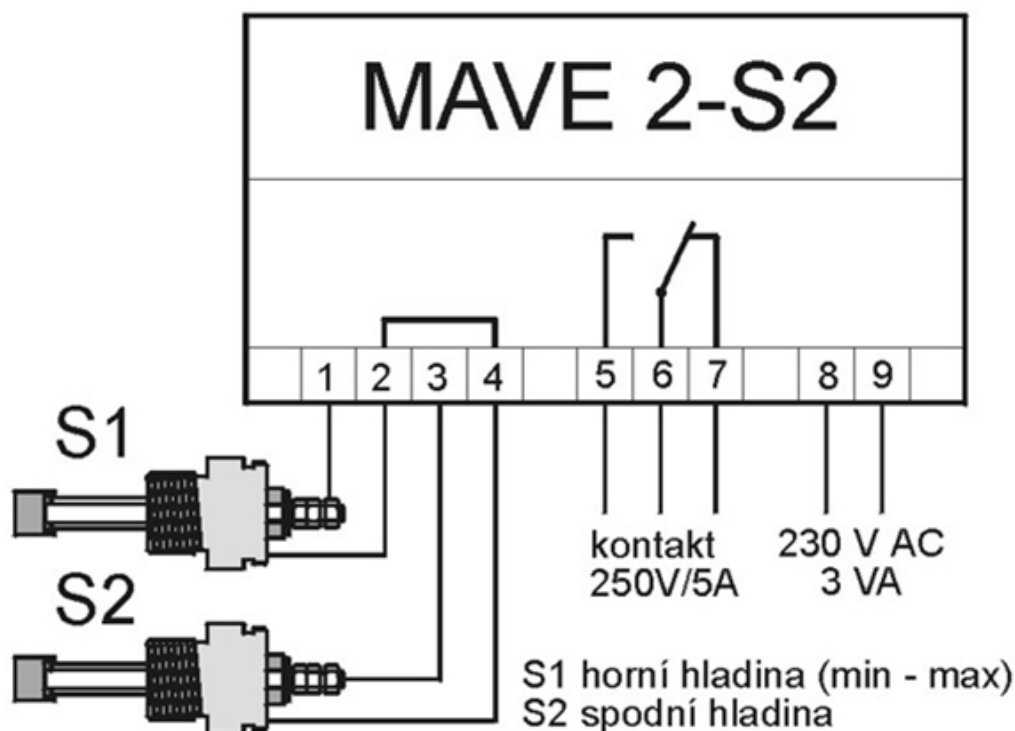 MAVE 2-S2
1 2 3 4 5 6 7 8 9
S1
S2
kontakt
250V/5A
230 V AC
3 VA
S1 horní hladina (min - max)
S2 spodní hladina